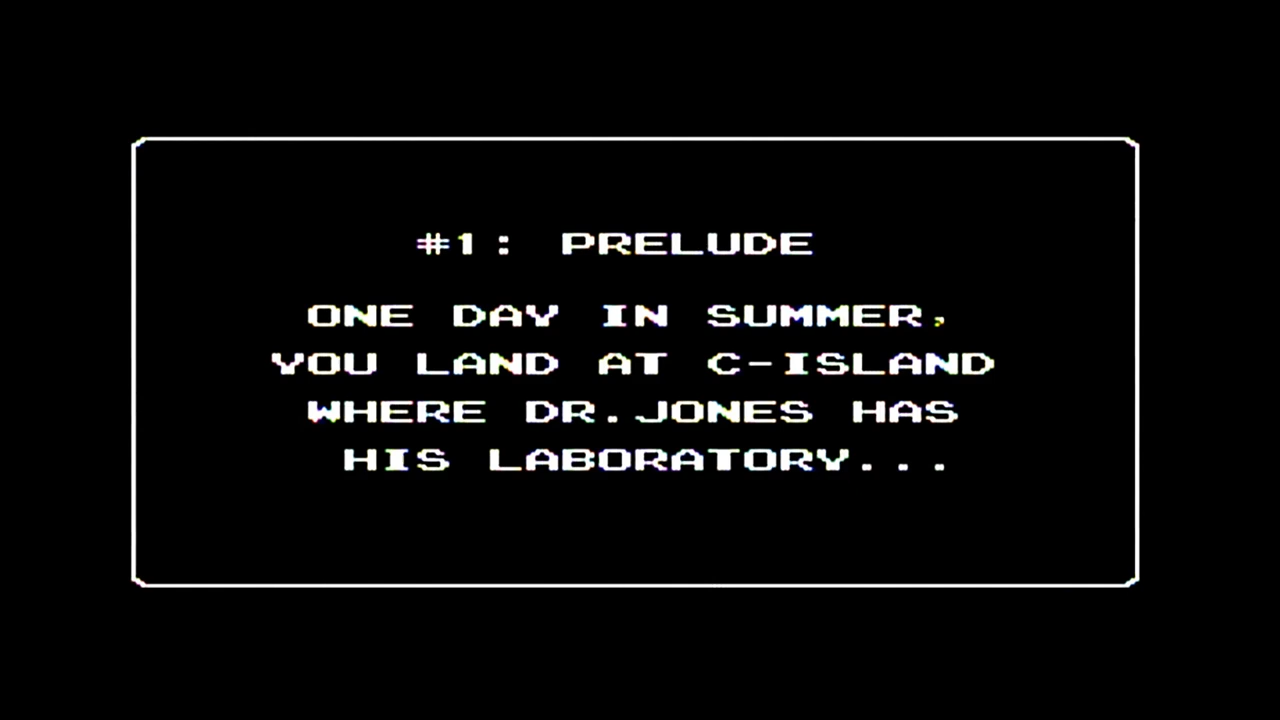 #1: PRELUDE
ONE DAY IN SUMMER,
YOU LAND AT C-ISLAND
WHERE DR.JONES HAS
HIS LABORATORY...